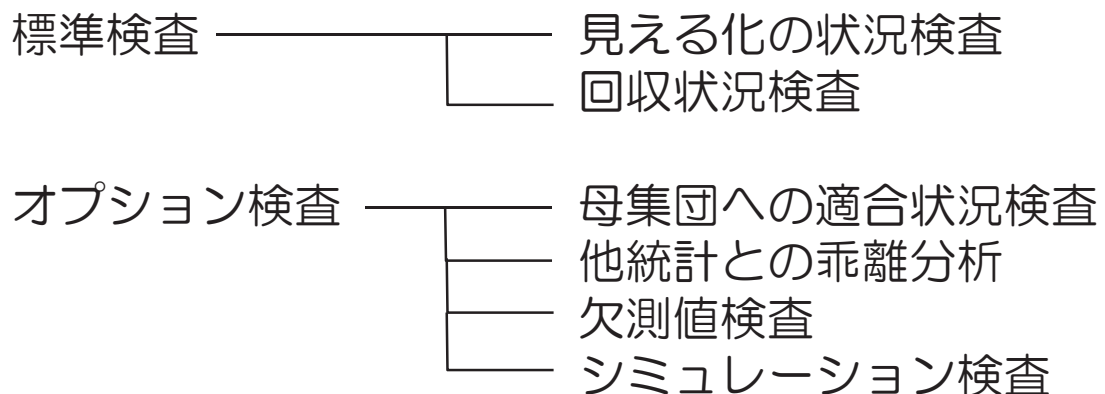 標準検査
見える化の状況検査
回収状況検査
オプション検査
母集団への適合状況検査
他統計との乖離分析
欠測値検査
シミュレーション検査